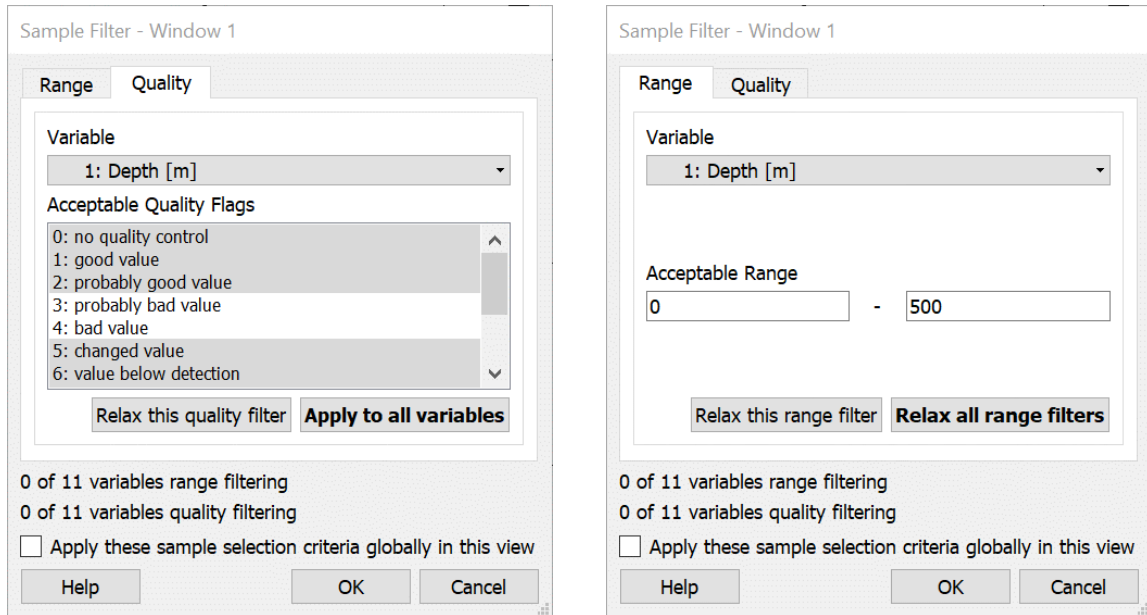 Sample Filter - Window 1
Range Quality
Variable
1: Depth [m]
Acceptable Quality Flags
0: no quality control
1: good value
2: probably good value
3: probably bad value
4: bad value
5: changed value
6: value below detection
Relax this quality filter Apply to all variables
0 of 11 variables range filtering
0 of 11 variables quality filtering
Apply these sample selection criteria globally in this view
Help OK Cancel
Sample Filter - Window 1
Range Quality
Variable
1: Depth [m]
Acceptable Range
0 - 500
Relax this range filter Relax all range filters
0 of 11 variables range filtering
0 of 11 variables quality filtering
Apply these sample selection criteria globally in this view
Help OK Cancel